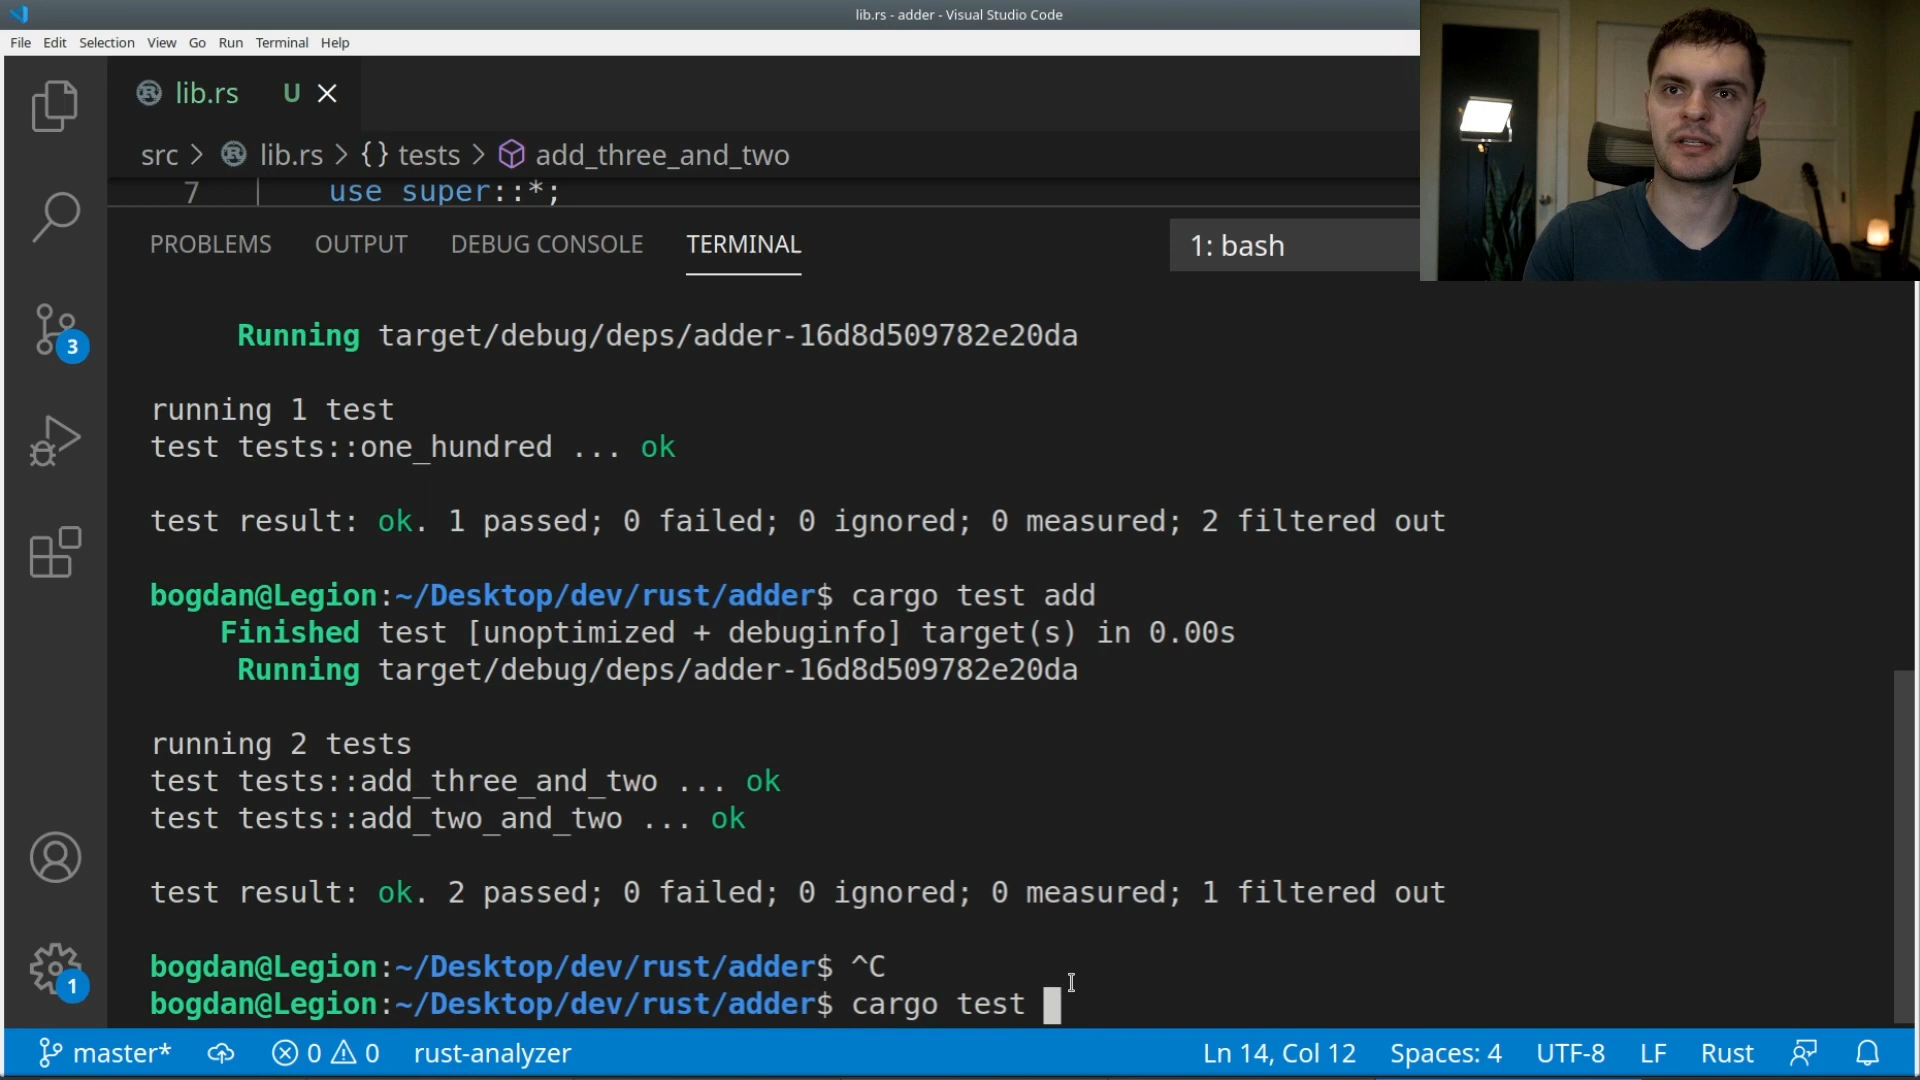 lib.rs - adder - Visual Studio Code
File Edit Selection View Go Run Terminal Help
lib.rs U
src > lib.rs > {} tests > add_three_and_two
7 use super::*;
PROBLEMS OUTPUT DEBUG CONSOLE TERMINAL 1: bash
Running target/debug/deps/adder-16d8d509782e20da
running 1 test
test tests::one_hundred ... ok
test result: ok. 1 passed; 0 failed; 0 ignored; 0 measured; 2 filtered out
bogdan@Legion:~/Desktop/dev/rust/adder$ cargo test add
Finished test [unoptimized + debuginfo] target(s) in 0.00s
Running target/debug/deps/adder-16d8d509782e20da
running 2 tests
test tests::add_three_and_two ... ok
test tests::add_two_and_two ... ok
test result: ok. 2 passed; 0 failed; 0 ignored; 0 measured; 1 filtered out
bogdan@Legion:~/Desktop/dev/rust/adder$ ^C
bogdan@Legion:~/Desktop/dev/rust/adder$ cargo test
3
1
master* 0 0 rust-analyzer Ln 14, Col 12 Spaces: 4 UTF-8 LF Rust